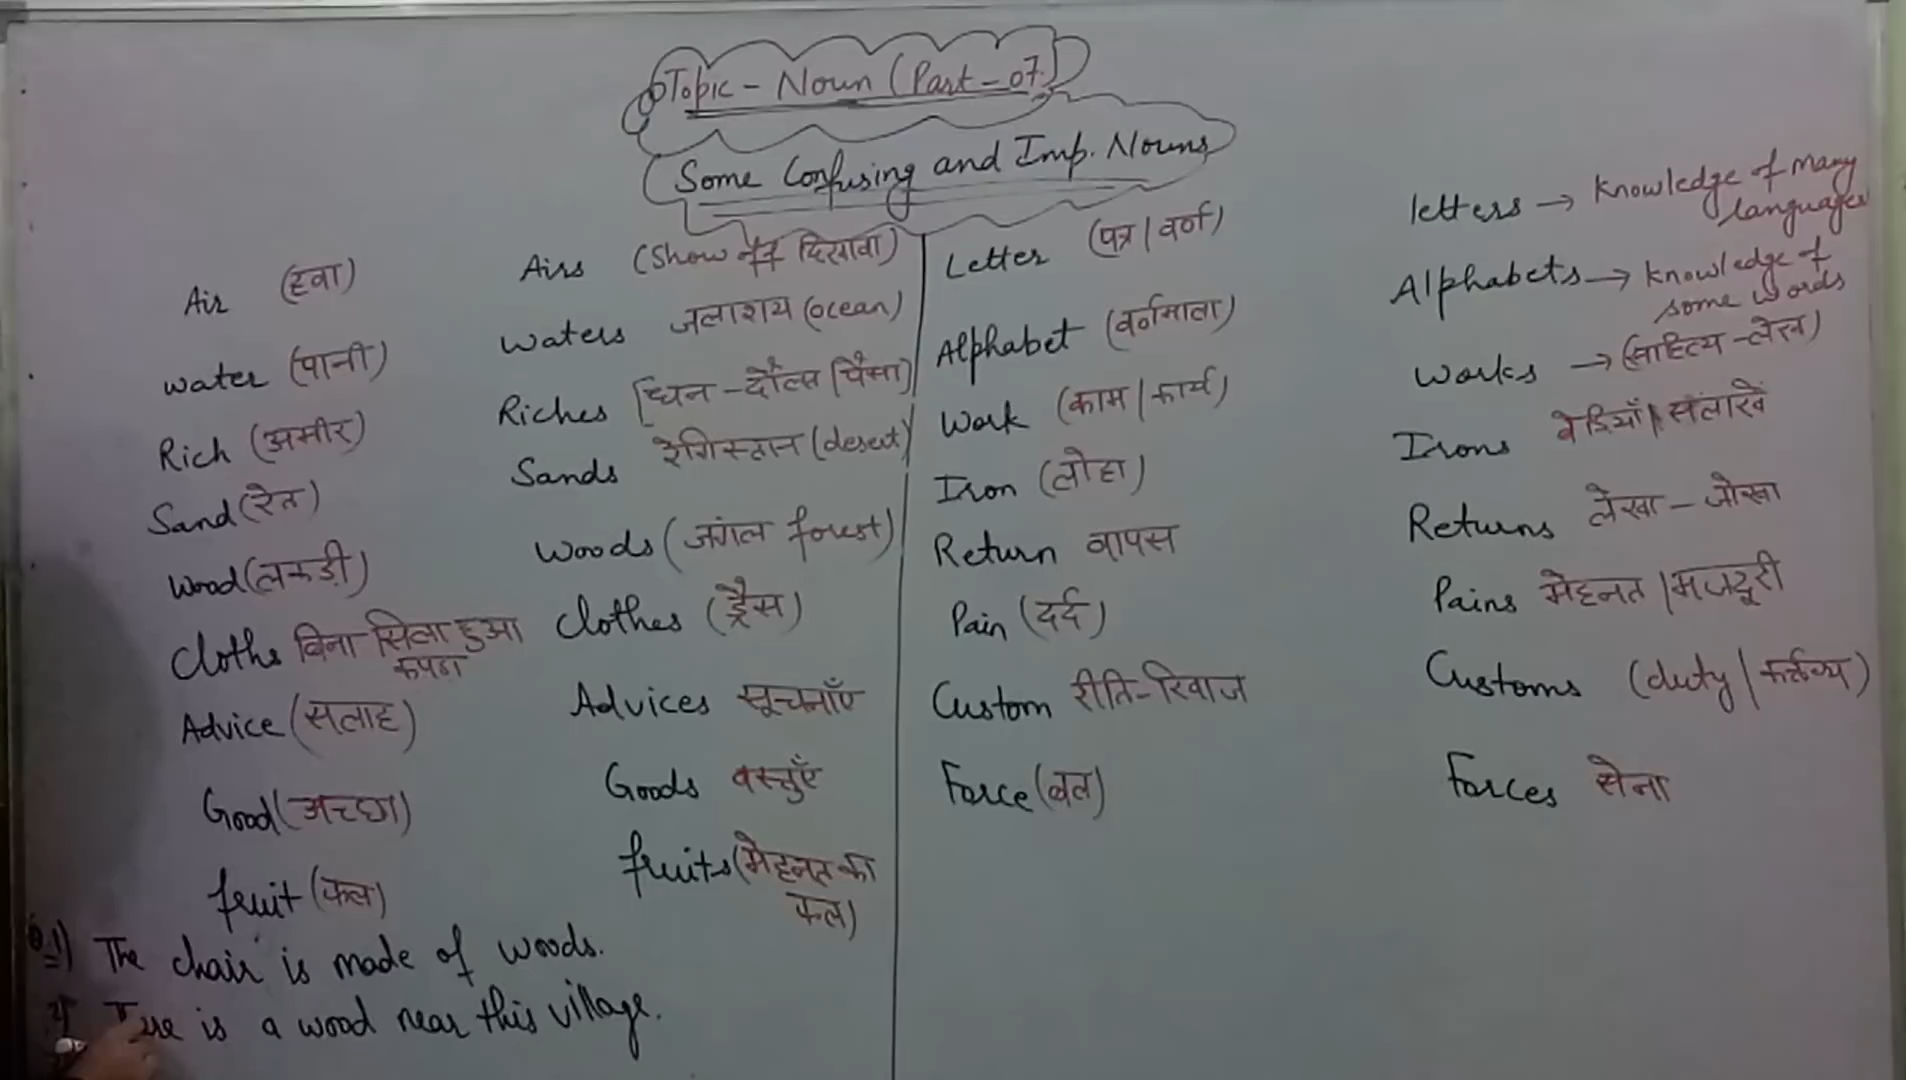 Topic - Noun (Part - 07)
Some Confusing and Imp. Nouns
Air (हवा)
Airs (Show off दिखावा)
water (पानी)
waters जलाशय (ocean)
Rich (अमीर)
Riches [धन-दौलत|पैसा)
Sand (रेत)
Sands रेगिस्तान (desert)
Wood (लकड़ी)
Woods (जंगल forest)
Cloths बिना सिला हुआ
कपडा
Clothes (ड्रैस)
Advice (सलाह)
Advices सूचनाएँ
Good (अच्छा)
Goods वस्तुएँ
fruit (फल)
fruits (मेहनत का
फल)
Letter (पत्र|वर्ण)
letters → Knowledge of many
languages
Alphabet (वर्णमाला)
Alphabets → Knowledge of
some words
Work (काम|कार्य)
Works → (साहित्य-लेख)
Iron (लोहा)
Irons बेडियाँ| सलाखें
Return वापस
Returns लेखा-जोखा
Pain (दर्द)
Pains मेहनत|मजदूरी
Custom रीति-रिवाज
Customs (duty|कर्त्तव्य)
Force (बल)
Forces सेना
Q.1) The chair is made of woods.
is a wood near this village.